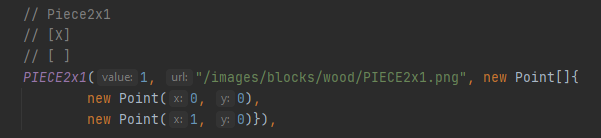 // Piece2x1
// [X]
// [ ]
PIECE2x1( value: 1, url: "/images/blocks/wood/PIECE2x1.png", new Point[]{
new Point( x: 0, y: 0),
new Point( x: 1, y: 0)}),